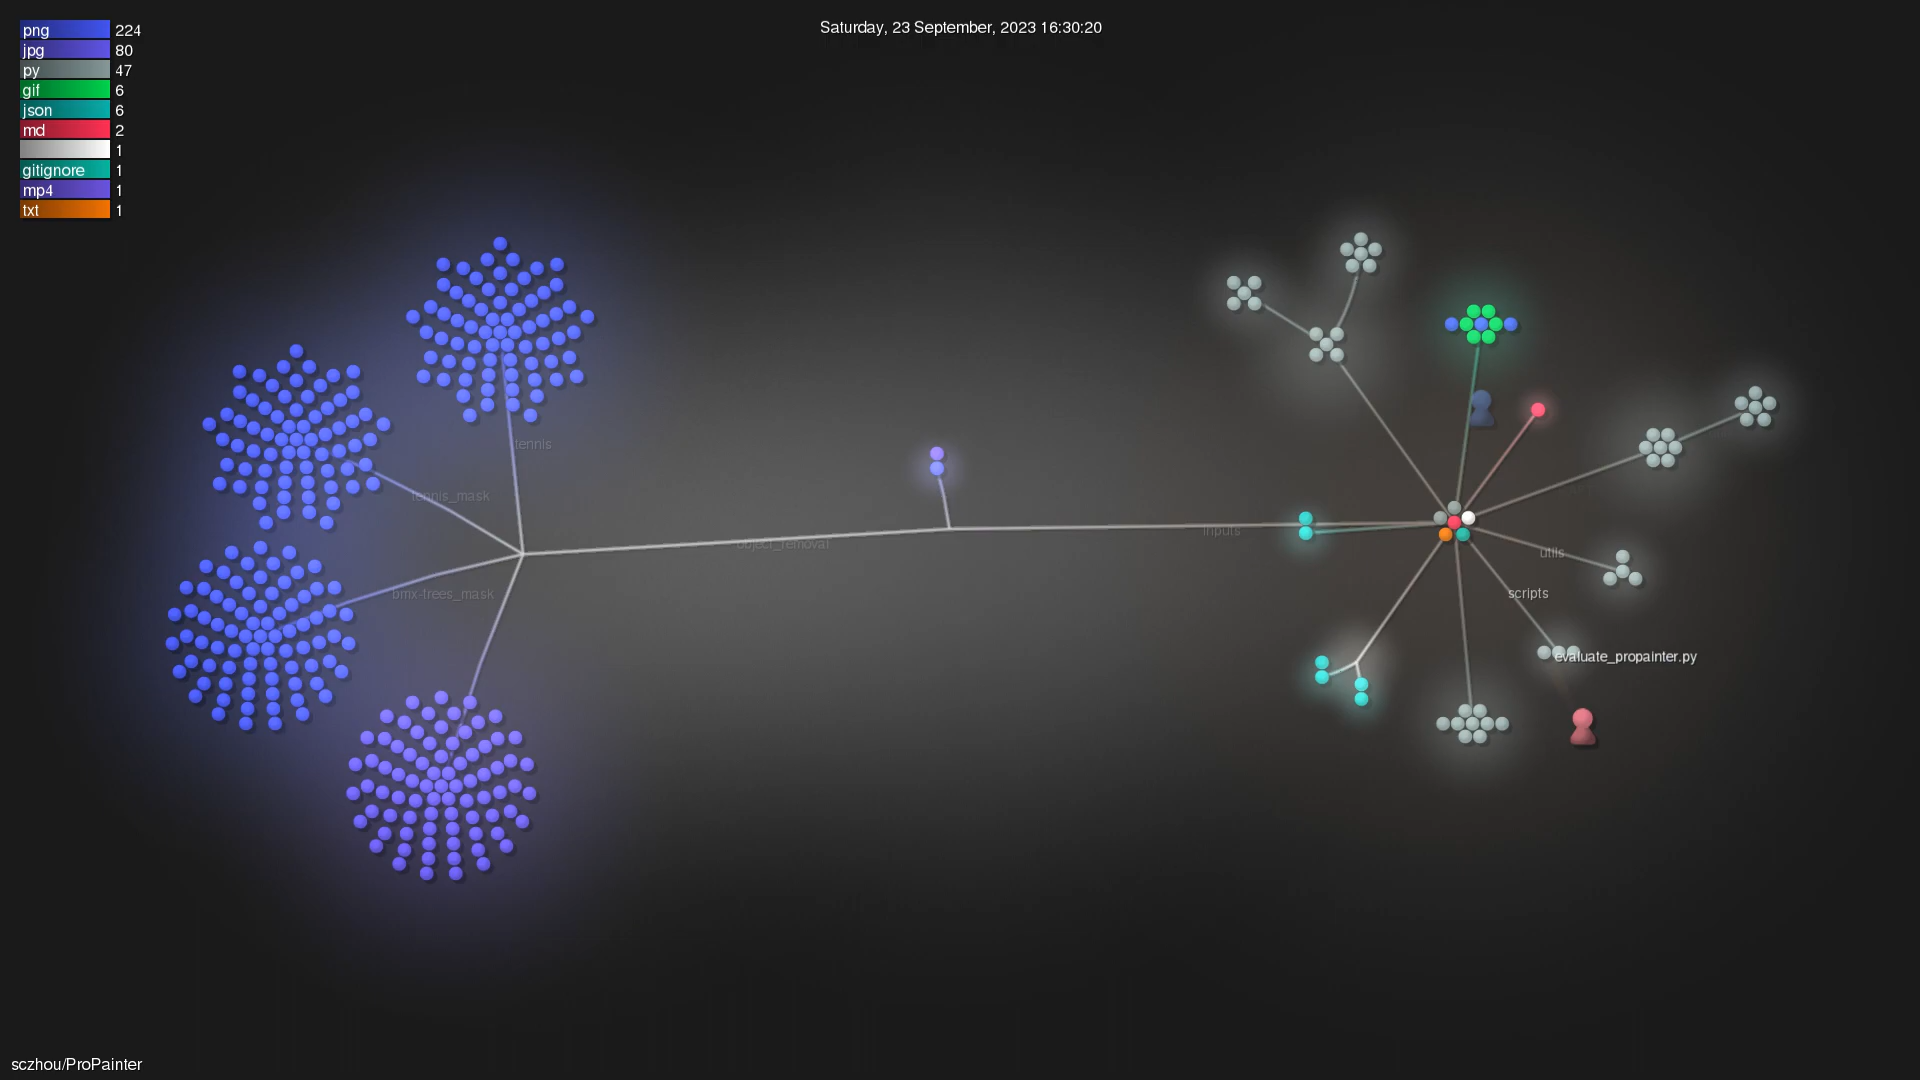 Saturday, 23 September, 2023 16:30:20
png 224
jpg 80
py 47
gif 6
json 6
md 2
1
gitignore 1
mp4 1
txt 1
tennis
tennis_mask
inputs
object_removal
utils
bmx-trees_mask
scripts
evaluate_propainter.py
sczhou/ProPainter